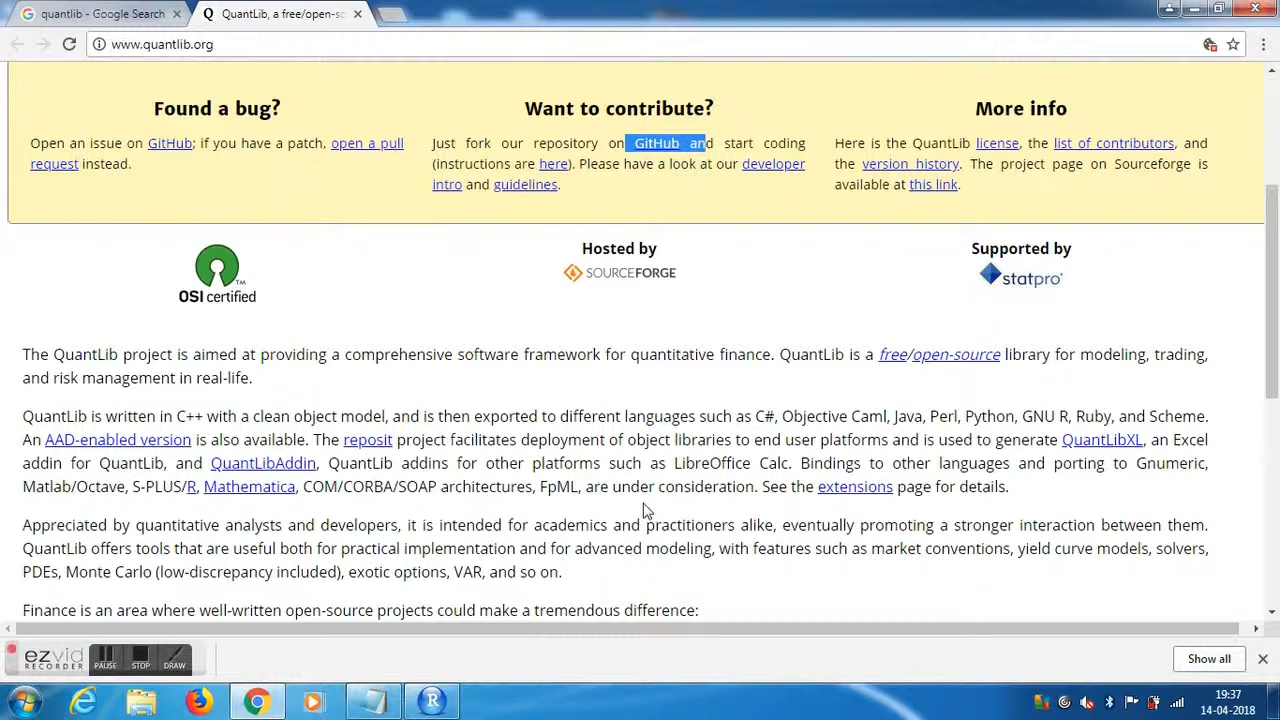 quantlib - Google Search
QuantLib, a free/open-sc
www.quantlib.org
Found a bug?
Open an issue on GitHub; if you have a patch, open a pull
request instead.
Want to contribute?
Just fork our repository on GitHub and start coding
(instructions are here). Please have a look at our developer
intro and guidelines.
More info
Here is the QuantLib license, the list of contributors, and
the version history. The project page on Sourceforge is
available at this link.
OSI certified
TM
Hosted by
SOURCEFORGE
Supported by
statpro
The QuantLib project is aimed at providing a comprehensive software framework for quantitative finance. QuantLib is a free/open-source library for modeling, trading,
and risk management in real-life.
QuantLib is written in C++ with a clean object model, and is then exported to different languages such as C#, Objective Caml, Java, Perl, Python, GNU R, Ruby, and Scheme.
An AAD-enabled version is also available. The reposit project facilitates deployment of object libraries to end user platforms and is used to generate QuantLibXL, an Excel
addin for QuantLib, and QuantLibAddin, QuantLib addins for other platforms such as LibreOffice Calc. Bindings to other languages and porting to Gnumeric,
Matlab/Octave, S-PLUS/R, Mathematica, COM/CORBA/SOAP architectures, FpML, are under consideration. See the extensions page for details.
Appreciated by quantitative analysts and developers, it is intended for academics and practitioners alike, eventually promoting a stronger interaction between them.
QuantLib offers tools that are useful both for practical implementation and for advanced modeling, with features such as market conventions, yield curve models, solvers,
PDEs, Monte Carlo (low-discrepancy included), exotic options, VAR, and so on.
Finance is an area where well-written open-source projects could make a tremendous difference:
ezvid
RECORDER
PAUSE
STOP
DRAW
Show all
R
19:37
14-04-2018